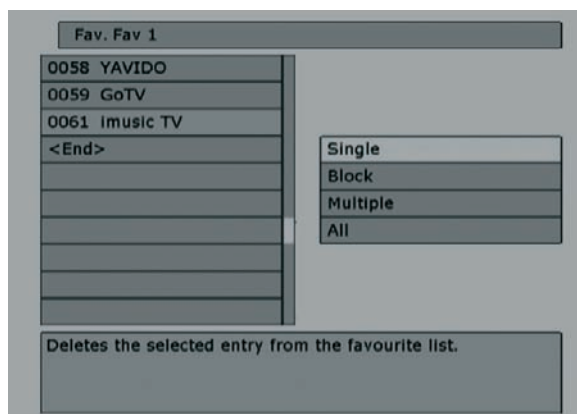 Fav. Fav 1
0058 YAVIDO
0059 GoTV
0061 imusic TV
<End>
Single
Block
Multiple
All
Deletes the selected entry from the favourite list.